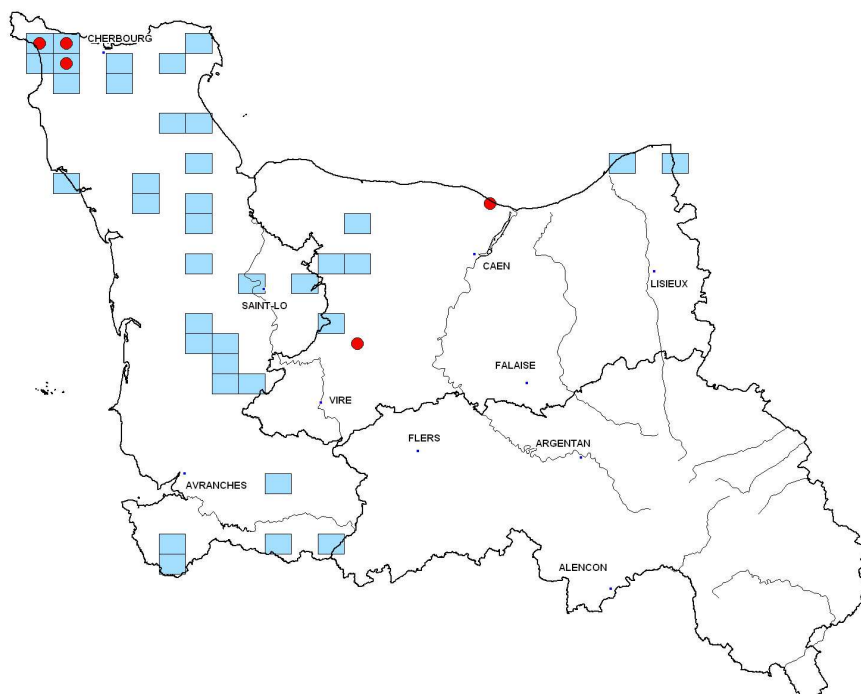 CHERBOURG
CAEN
LISIEUX
SAINT-LO
FALAISE
VIRE
FLERS
ARGENTAN
AVRANCHES
ALENCON